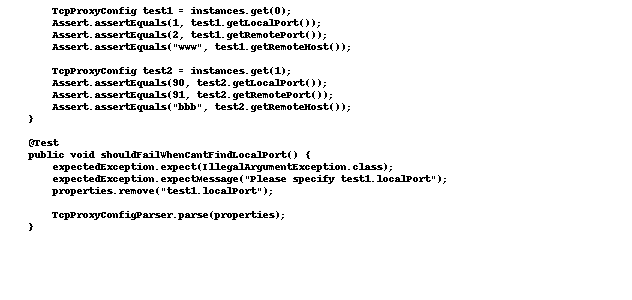 TcpProxyConfig test1 = instances.get(0);
Assert.assertEquals(1, test1.getLocalPort());
Assert.assertEquals(2, test1.getRemotePort());
Assert.assertEquals("www", test1.getRemoteHost());

TcpProxyConfig test2 = instances.get(1);
Assert.assertEquals(90, test2.getLocalPort());
Assert.assertEquals(91, test2.getRemotePort());
Assert.assertEquals("bbb", test2.getRemoteHost());
}

@Test
public void shouldFailWhenCantFindLocalPort() {
expectedException.expect(IllegalArgumentException.class);
expectedException.expectMessage("Please specify test1.localPort");
properties.remove("test1.localPort");

TcpProxyConfigParser.parse(properties);
}